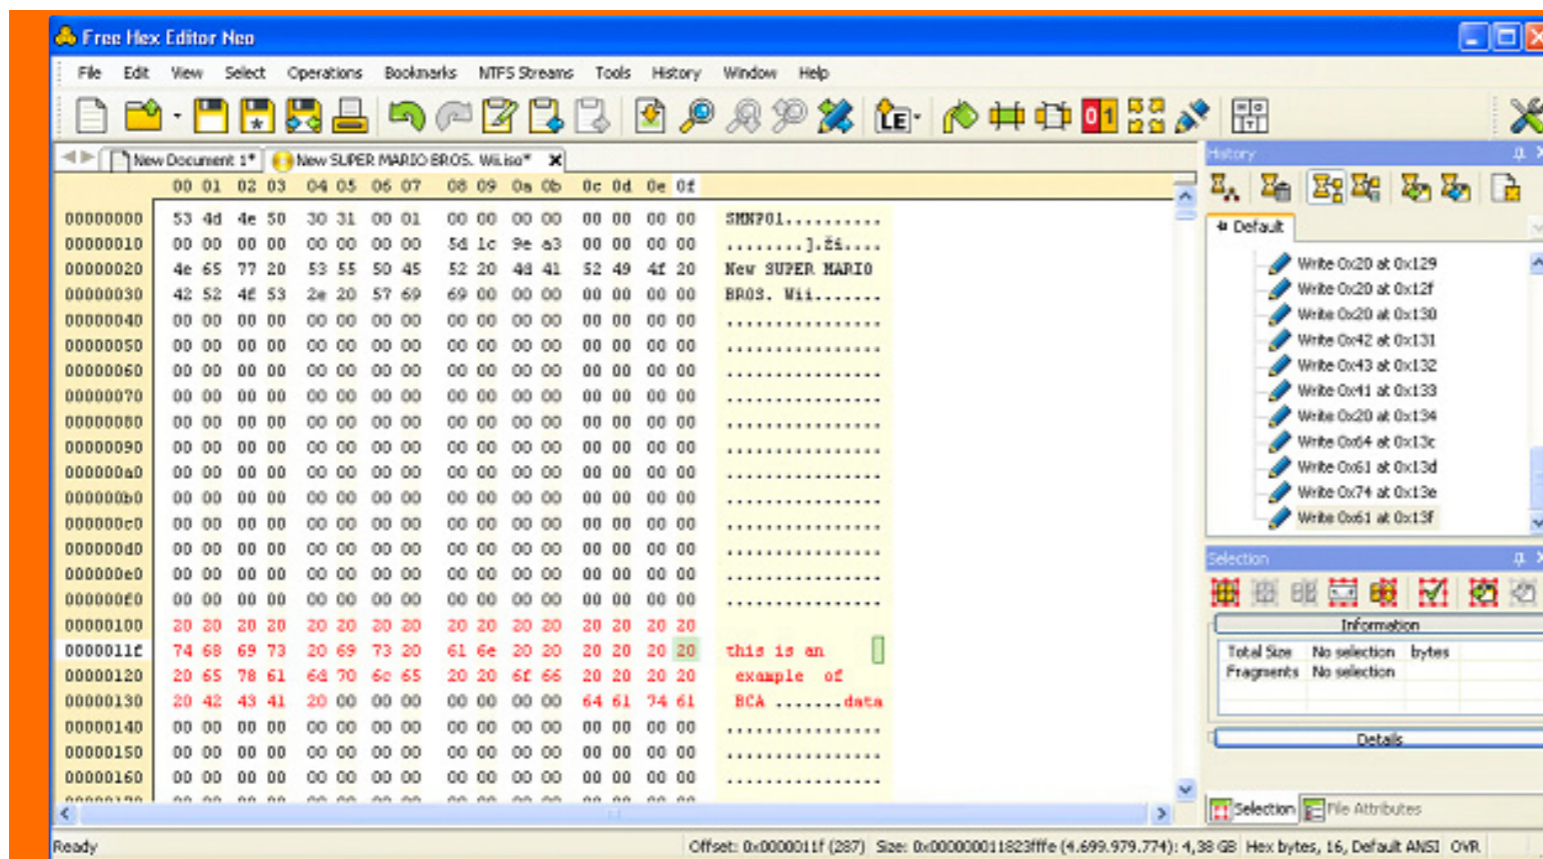 Free Hex Editor Neo
File Edit View Select Operations Bookmarks NTFS Streams Tools History Window Help
LE
01
New Document 1* New SUPER MARIO BROS. Wii.iso*
00 01 02 03 04 05 06 07 08 09 0a 0b 0c 0d 0e 0f
00000000 53 4d 4e 50 30 31 00 01 00 00 00 00 00 00 00 00 SMNP01..........
00000010 00 00 00 00 00 00 00 00 5d 1c 9e a3 00 00 00 00 ........].ží....
00000020 4e 65 77 20 53 55 50 45 52 20 4d 41 52 49 4f 20 New SUPER MARIO
00000030 42 52 4f 53 2e 20 57 69 69 00 00 00 00 00 00 00 BROS. Wii.......
00000040 00 00 00 00 00 00 00 00 00 00 00 00 00 00 00 00 ................
00000050 00 00 00 00 00 00 00 00 00 00 00 00 00 00 00 00 ................
00000060 00 00 00 00 00 00 00 00 00 00 00 00 00 00 00 00 ................
00000070 00 00 00 00 00 00 00 00 00 00 00 00 00 00 00 00 ................
00000080 00 00 00 00 00 00 00 00 00 00 00 00 00 00 00 00 ................
00000090 00 00 00 00 00 00 00 00 00 00 00 00 00 00 00 00 ................
000000a0 00 00 00 00 00 00 00 00 00 00 00 00 00 00 00 00 ................
000000b0 00 00 00 00 00 00 00 00 00 00 00 00 00 00 00 00 ................
000000c0 00 00 00 00 00 00 00 00 00 00 00 00 00 00 00 00 ................
000000d0 00 00 00 00 00 00 00 00 00 00 00 00 00 00 00 00 ................
000000e0 00 00 00 00 00 00 00 00 00 00 00 00 00 00 00 00 ................
000000f0 00 00 00 00 00 00 00 00 00 00 00 00 00 00 00 00 ................
00000100 20 20 20 20 20 20 20 20 20 20 20 20 20 20 20 20
0000011f 74 68 69 73 20 69 73 20 61 6e 20 20 20 20 20 20 this is an
00000120 20 65 78 61 6d 70 6c 65 20 20 6f 66 20 20 20 20 example of
00000130 20 42 43 41 20 00 00 00 00 00 00 00 64 61 74 61 BCA .......data
00000140 00 00 00 00 00 00 00 00 00 00 00 00 00 00 00 00 ................
00000150 00 00 00 00 00 00 00 00 00 00 00 00 00 00 00 00 ................
00000160 00 00 00 00 00 00 00 00 00 00 00 00 00 00 00 00 ................
History
Default
Write 0x20 at 0x129
Write 0x20 at 0x12f
Write 0x20 at 0x130
Write 0x42 at 0x131
Write 0x43 at 0x132
Write 0x41 at 0x133
Write 0x20 at 0x134
Write 0x64 at 0x13c
Write 0x61 at 0x13d
Write 0x74 at 0x13e
Write 0x61 at 0x13f
Selection
Information
Total Size No selection bytes
Fragments No selection
Details
Selection File Attributes
Ready Offset: 0x0000011f (287) Size: 0x000000011823fffe (4.699.979.774): 4,38 GB Hex bytes, 16, Default ANSI OVR